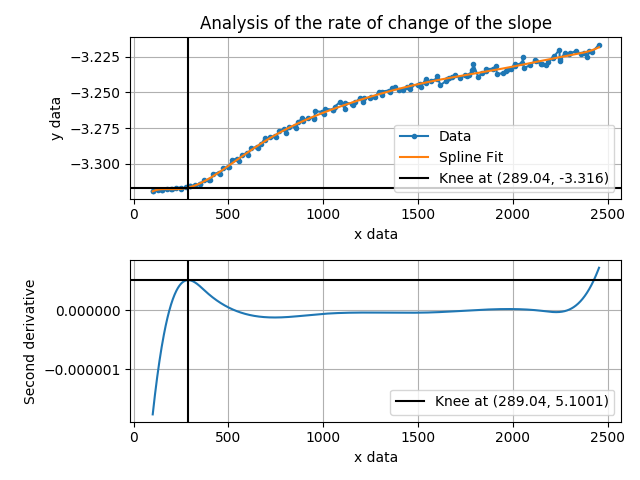 Analysis of the rate of change of the slope
−3.225
−3.250
−3.275
−3.300
y data
Data
Spline Fit
Knee at (289.04, -3.316)
0 500 1000 1500 2000 2500
x data
0.000000
−0.000001
Second derivative
Knee at (289.04, 5.1001)
0 500 1000 1500 2000 2500
x data